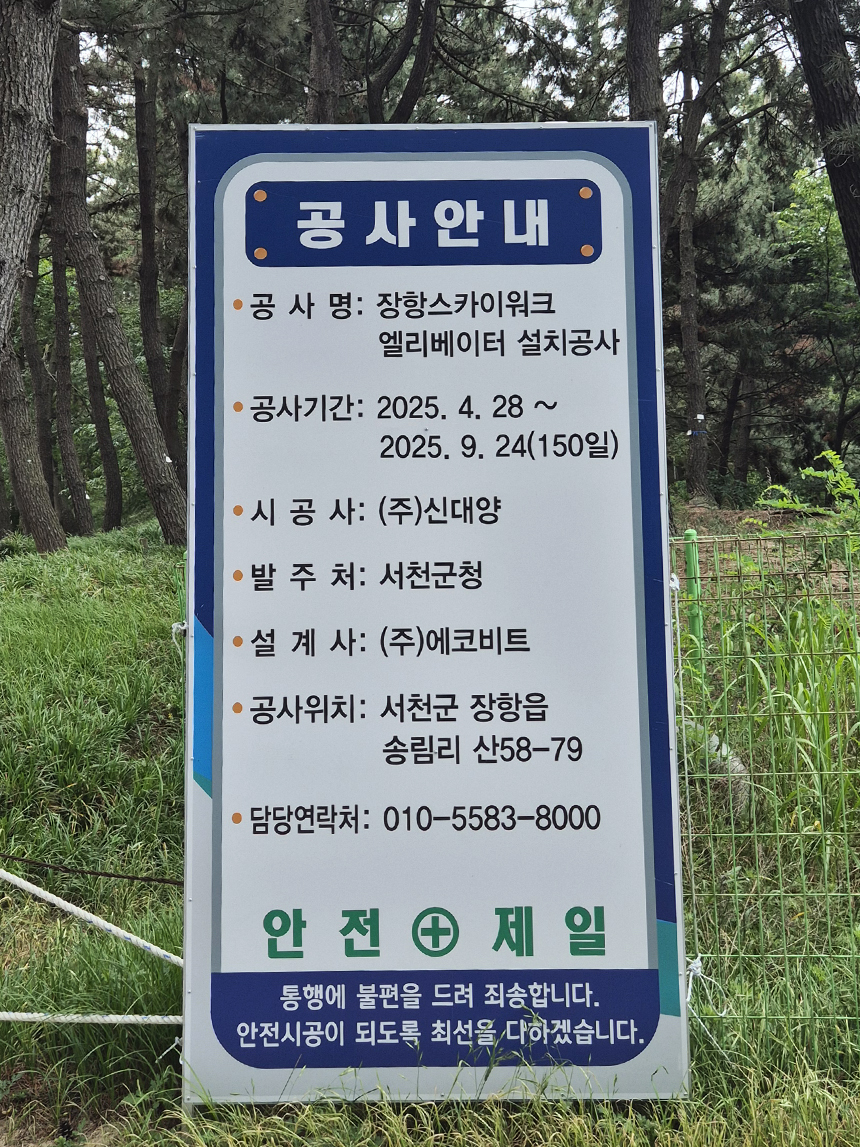 공사안내
공 사 명: 장항스카이워크
엘리베이터 설치공사
공사기간: 2025. 4. 28 ~
2025. 9. 24(150일)
시 공 사: (주)신대양
발 주 처: 서천군청
설 계 사: (주)에코비트
공사위치: 서천군 장항읍
송림리 산58-79
담당연락처: 010-5583-8000
안 전 제 일
통행에 불편을 드려 죄송합니다.
안전시공이 되도록 최선을 다하겠습니다.